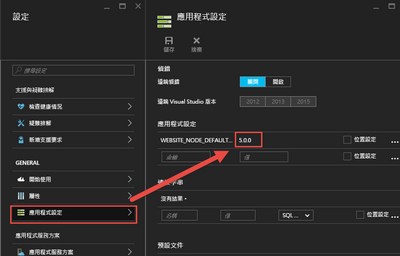 設定
搜尋設定
支援與疑難排解
檢查健康情況
疑難排解
新增支援要求
GENERAL
開始使用
屬性
應用程式設定
應用程式服務方案
應用程式服務方案
應用程式設定
儲存
捨棄
偵錯
遠端偵錯
關閉
開啟
遠端 Visual Studio 版本
2012
2013
2015
應用程式設定
WEBSITE_NODE_DEFAULT...
5.0.0
位置設定
...
值
位置設定
...
字串
沒有結果。
名稱
值
SQL ...
位置設定
...
預設文件